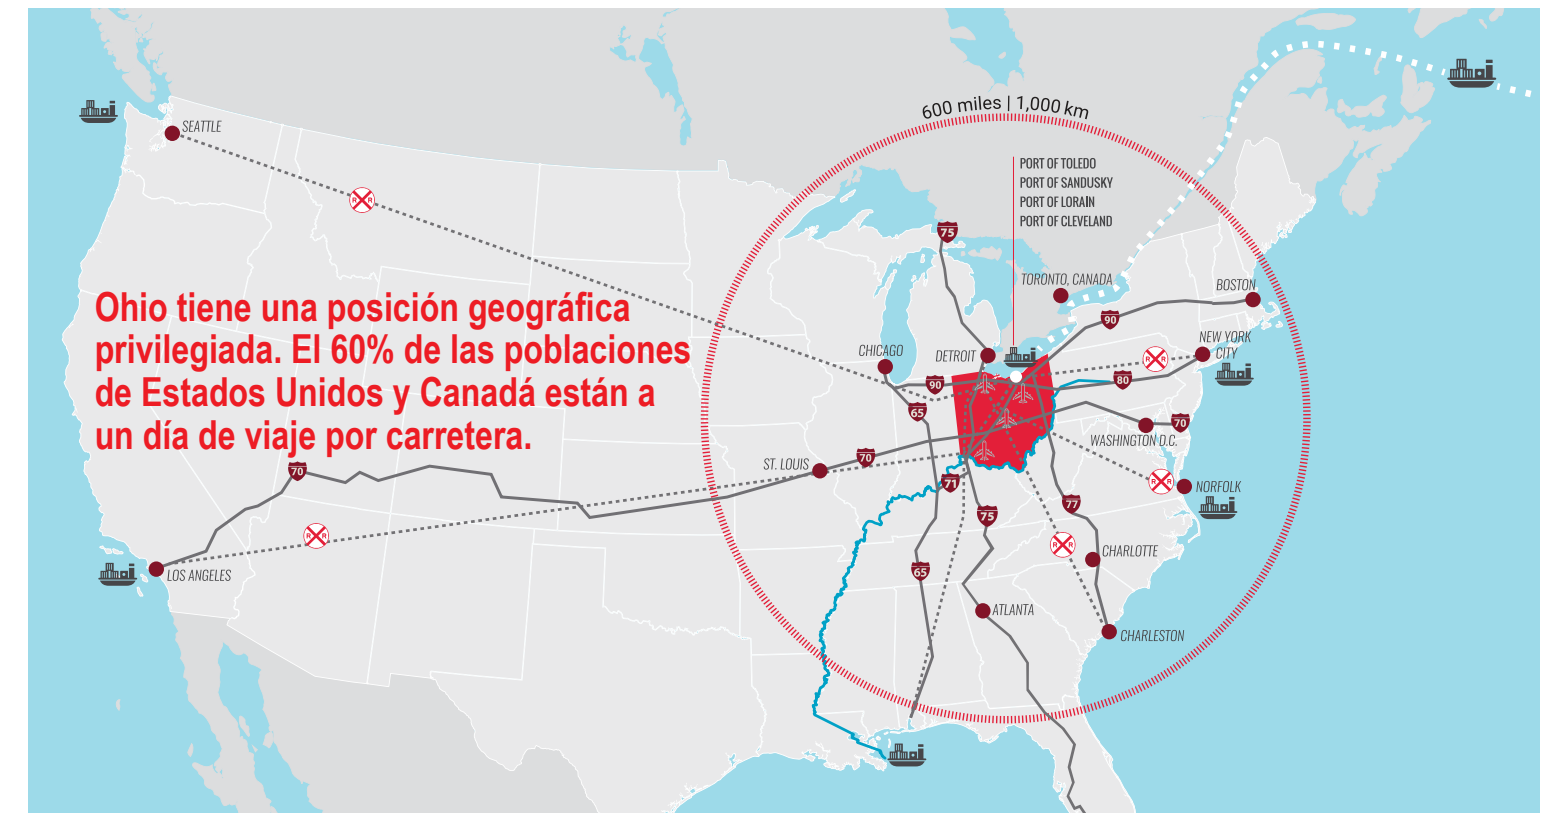 600 miles | 1,000 km
SEATTLE
R R
PORT OF TOLEDO
PORT OF SANDUSKY
PORT OF LORAIN
PORT OF CLEVELAND
75
TORONTO, CANADA
BOSTON
Ohio tiene una posición geográfica
privilegiada. El 60% de las poblaciones
de Estados Unidos y Canadá están a
un día de viaje por carretera.
90
NEW YORK
CITY
CHICAGO
DETROIT
R R
90
80
65
70
WASHINGTON D.C.
70
ST. LOUIS
70
71
R R
NORFOLK
77
75
R R
R R
CHARLOTTE
65
LOS ANGELES
ATLANTA
CHARLESTON